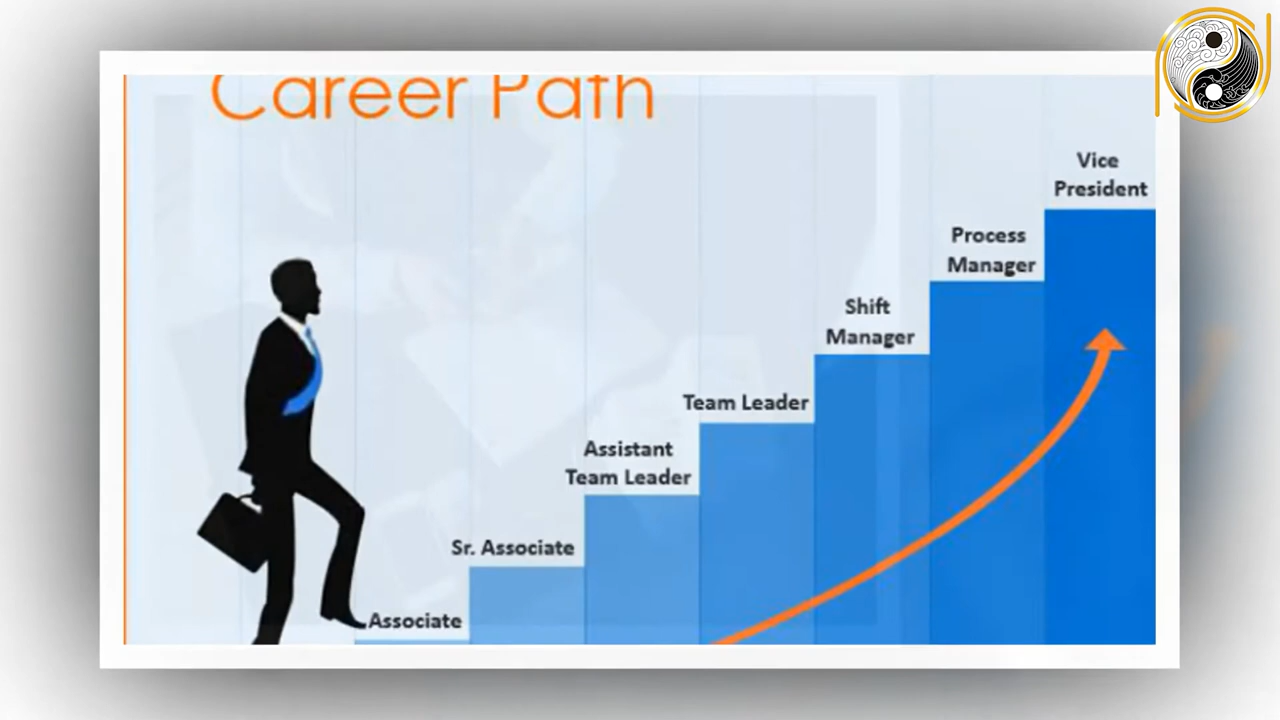 Career Path
Vice
President
Process
Manager
Shift
Manager
Team Leader
Assistant
Team Leader
Sr. Associate
Associate